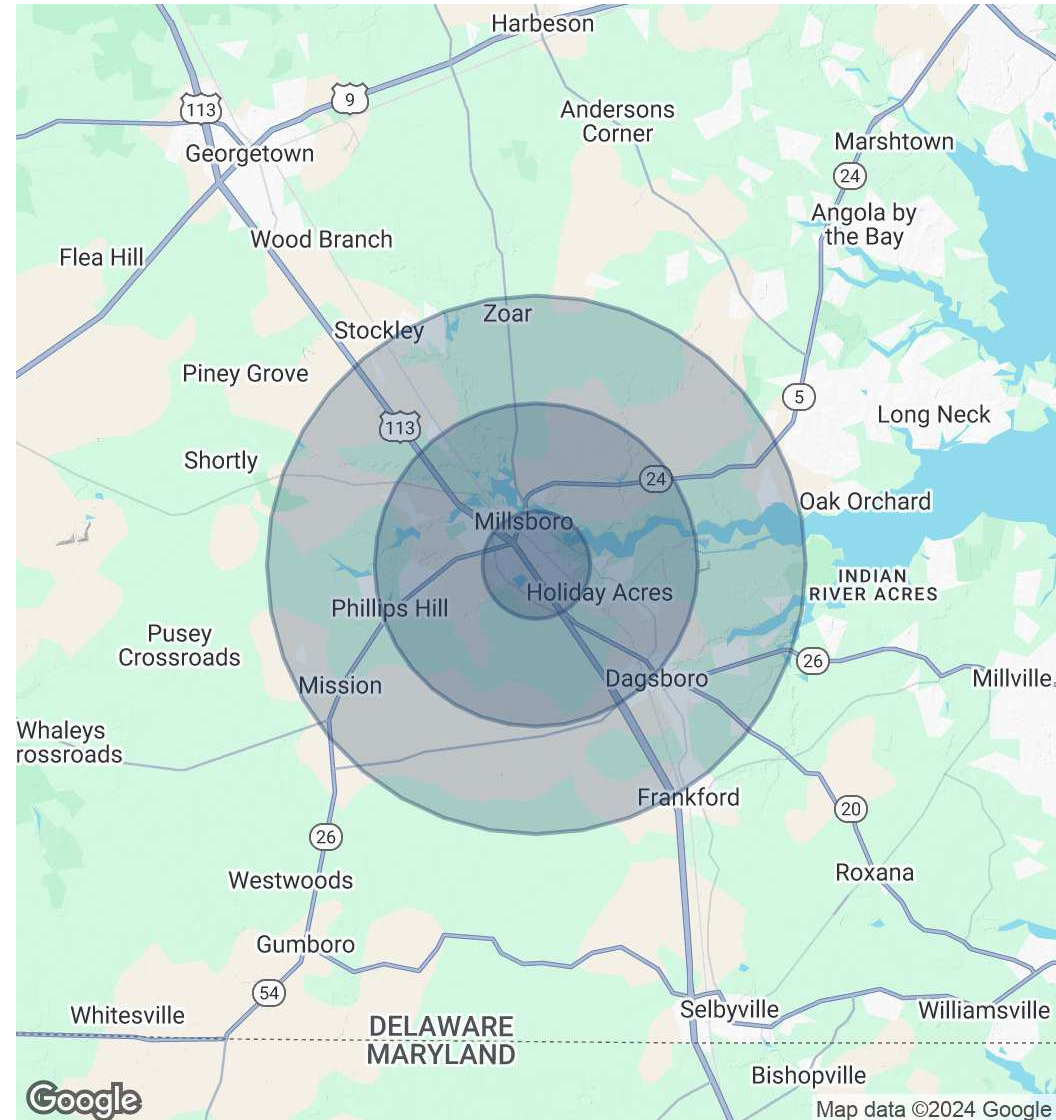 Harbeson
9
113
Andersons
Corner
Marshtown
Georgetown
24
Angola by
the Bay
Wood Branch
Flea Hill
Zoar
Stockley
Piney Grove
5
Long Neck
113
Shortly
24
Oak Orchard
Millsboro
INDIAN
RIVER ACRES
Holiday Acres
Phillips Hill
Pusey
Crossroads
26
Dagsboro
Millville
Mission
Whaleys
rossroads
Frankford
20
26
Roxana
Westwoods
Gumboro
54
Selbyville
Williamsville
Whitesville
DELAWARE
MARYLAND
Bishopville
Google
Map data ©2024 Google